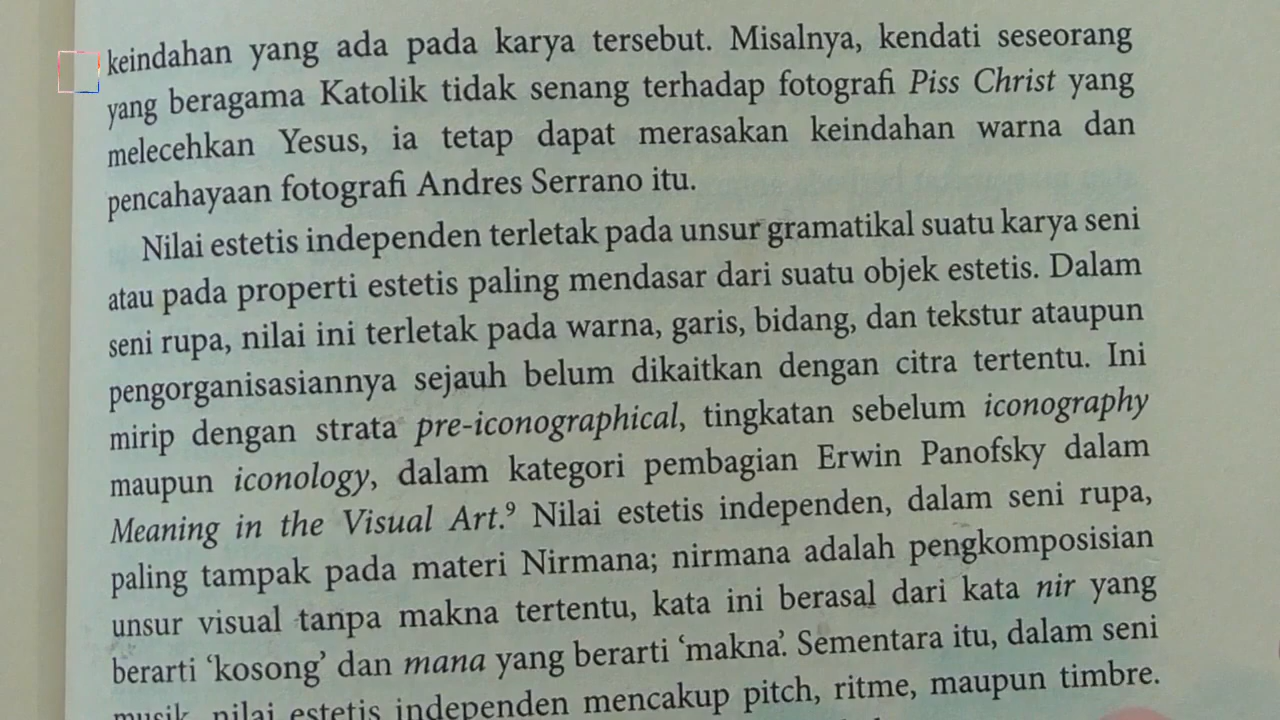 keindahan yang ada pada karya tersebut. Misalnya, kendati seseorang
yang beragama Katolik tidak senang terhadap fotografi Piss Christ yang
melecehkan Yesus, ia tetap dapat merasakan keindahan warna dan
pencahayaan fotografi Andres Serrano itu.
Nilai estetis independen terletak pada unsur gramatikal suatu karya seni
atau pada properti estetis paling mendasar dari suatu objek estetis. Dalam
seni rupa, nilai ini terletak pada warna, garis, bidang, dan tekstur ataupun
pengorganisasiannya sejauh belum dikaitkan dengan citra tertentu. Ini
mirip dengan strata pre-iconographical, tingkatan sebelum iconography
maupun iconology, dalam kategori pembagian Erwin Panofsky dalam
Meaning in the Visual Art.⁹ Nilai estetis independen, dalam seni rupa,
paling tampak pada materi Nirmana; nirmana adalah pengkomposisian
unsur visual tanpa makna tertentu, kata ini berasal dari kata nir yang
berarti ‘kosong’ dan mana yang berarti ‘makna’. Sementara itu, dalam seni
musik, nilai estetis independen mencakup pitch, ritme, maupun timbre.